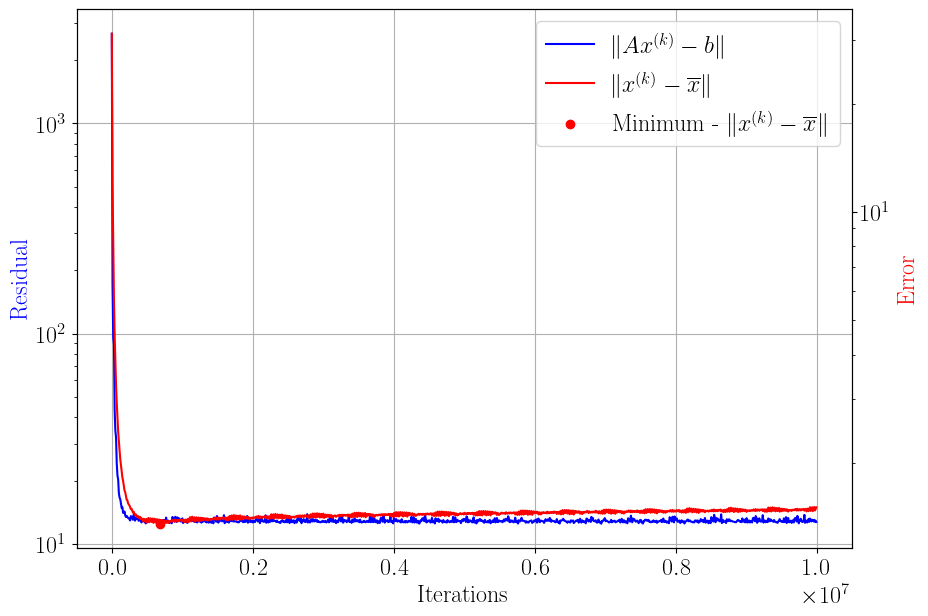 ‖Ax⁽ᵏ⁾ − b‖
‖x⁽ᵏ⁾ − x̅‖
Minimum - ‖x⁽ᵏ⁾ − x̅‖
10³
10²
10¹
Residual
10¹
Error
0.0 0.2 0.4 0.6 0.8 1.0
×10⁷
Iterations